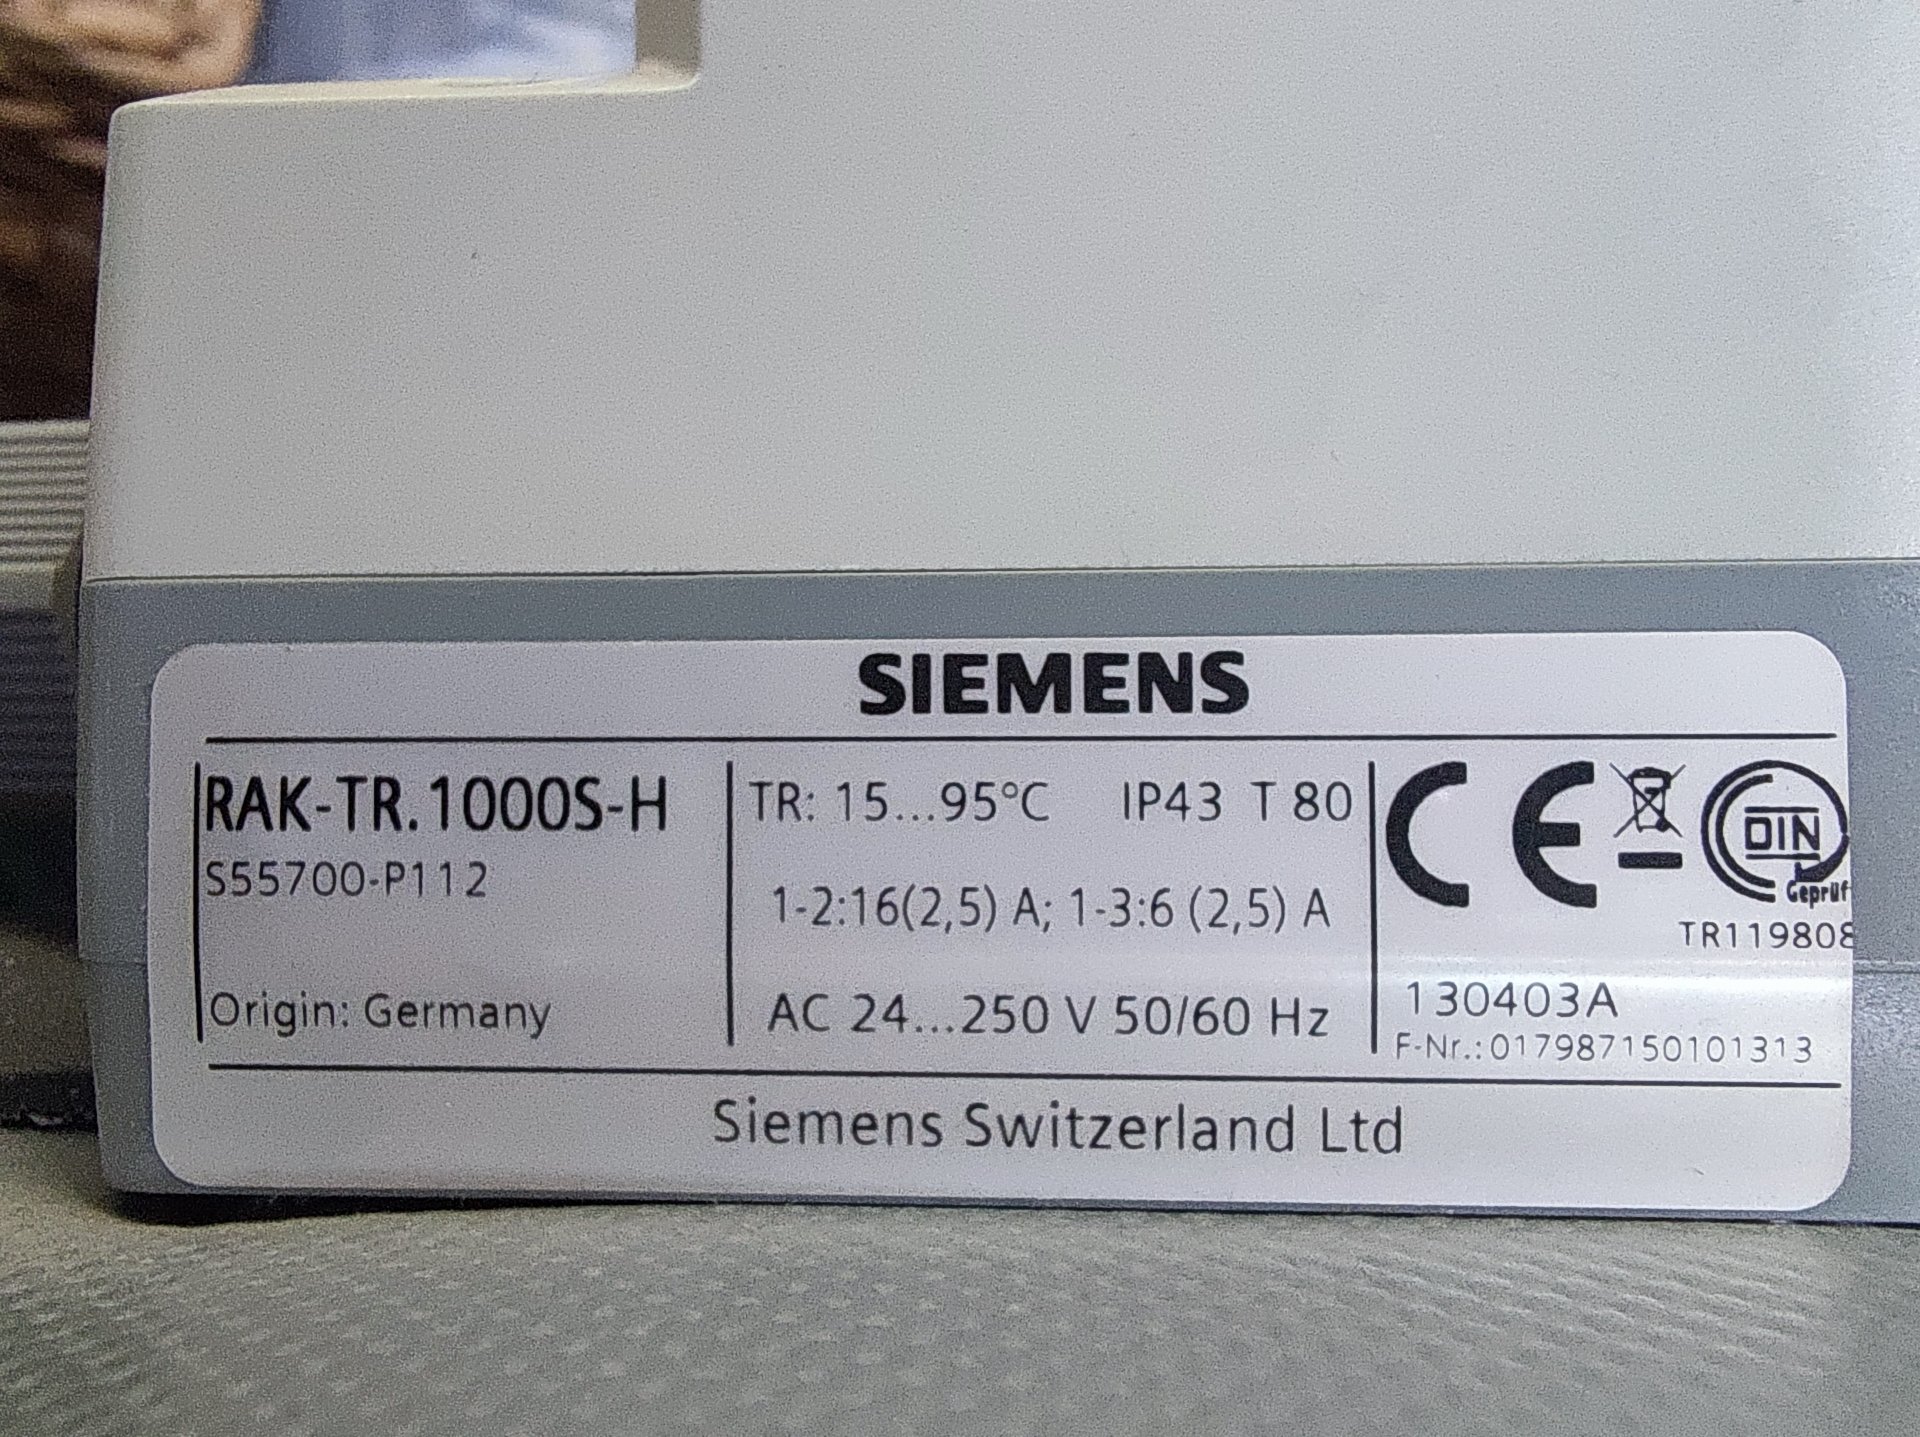 SIEMENS
RAK-TR.1000S-H
S55700-P112
Origin: Germany
TR: 15...95°C IP43 T 80
1-2:16(2,5) A; 1-3:6 (2,5) A
AC 24...250 V 50/60 Hz
CE
DIN
Geprüf
TR119808
130403A
F-Nr.:017987150101313
Siemens Switzerland Ltd